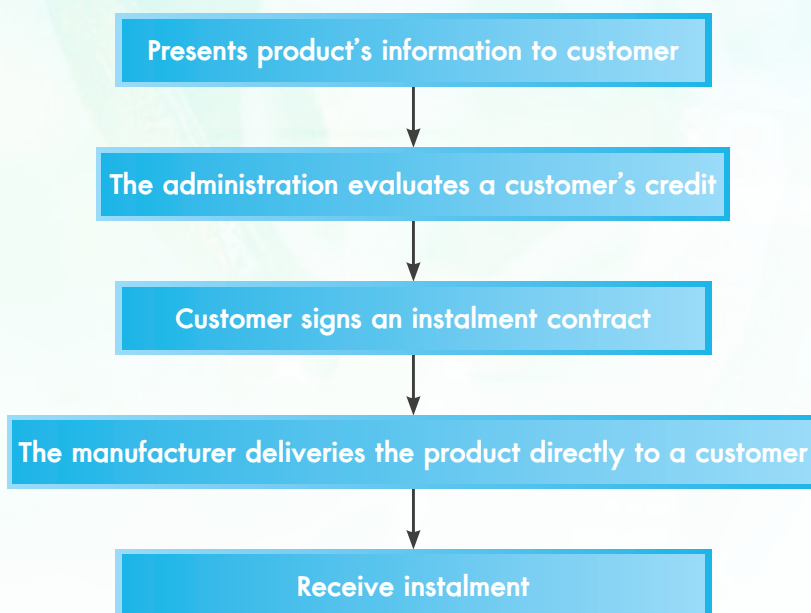 Presents product’s information to customer
The administration evaluates a customer’s credit
Customer signs an instalment contract
The manufacturer deliveries the product directly to a customer
Receive instalment